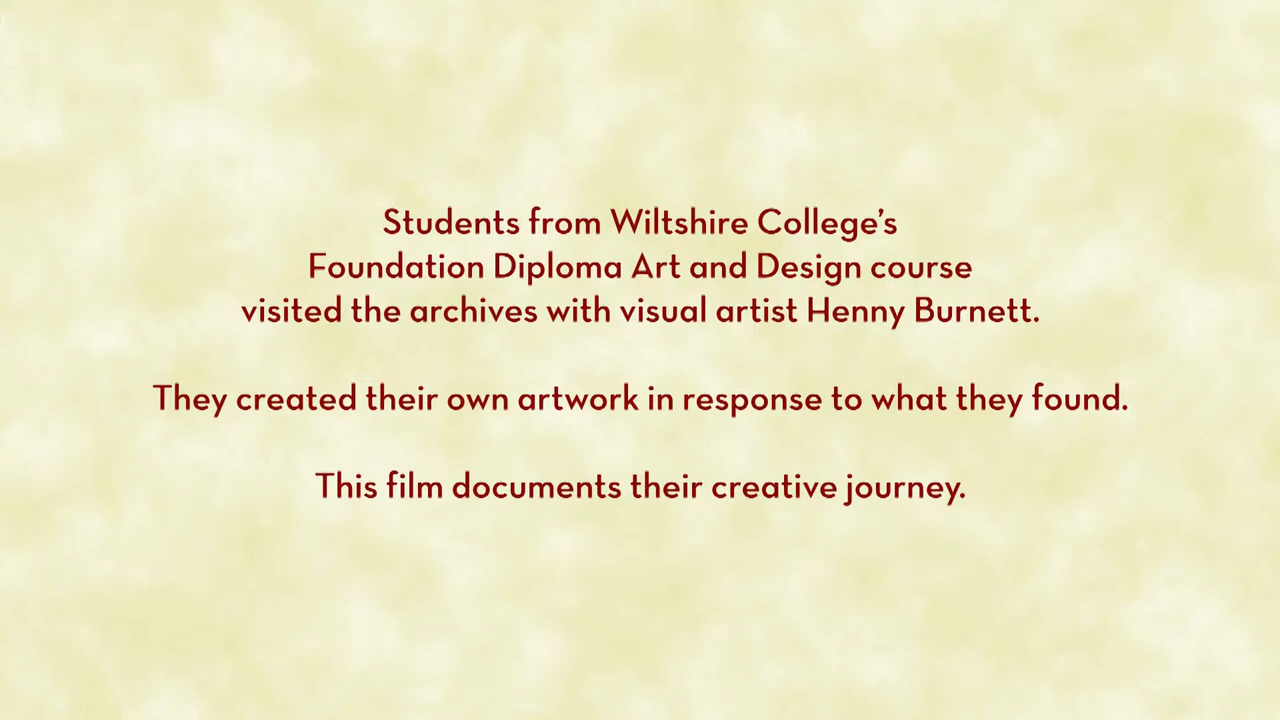 Students from Wiltshire College’s
Foundation Diploma Art and Design course
visited the archives with visual artist Henny Burnett.
They created their own artwork in response to what they found.
This film documents their creative journey.